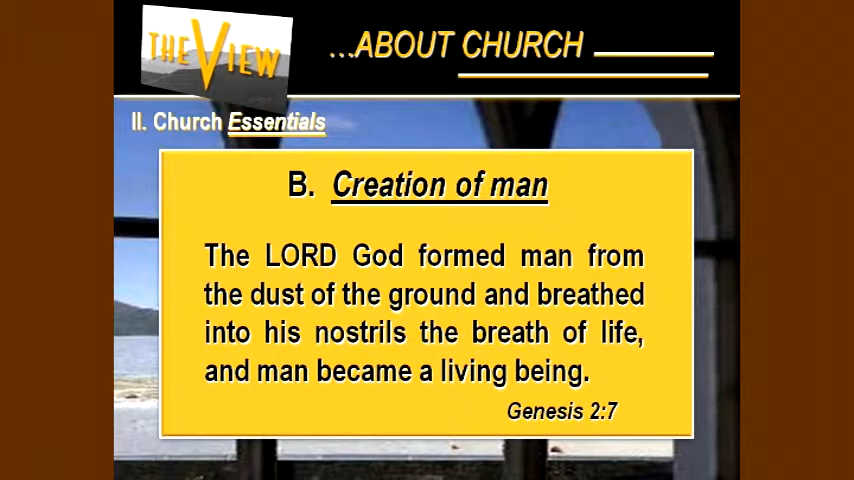 THE VIEW
...ABOUT CHURCH
II. Church Essentials
B. Creation of man
The LORD God formed man from
the dust of the ground and breathed
into his nostrils the breath of life,
and man became a living being.
Genesis 2:7